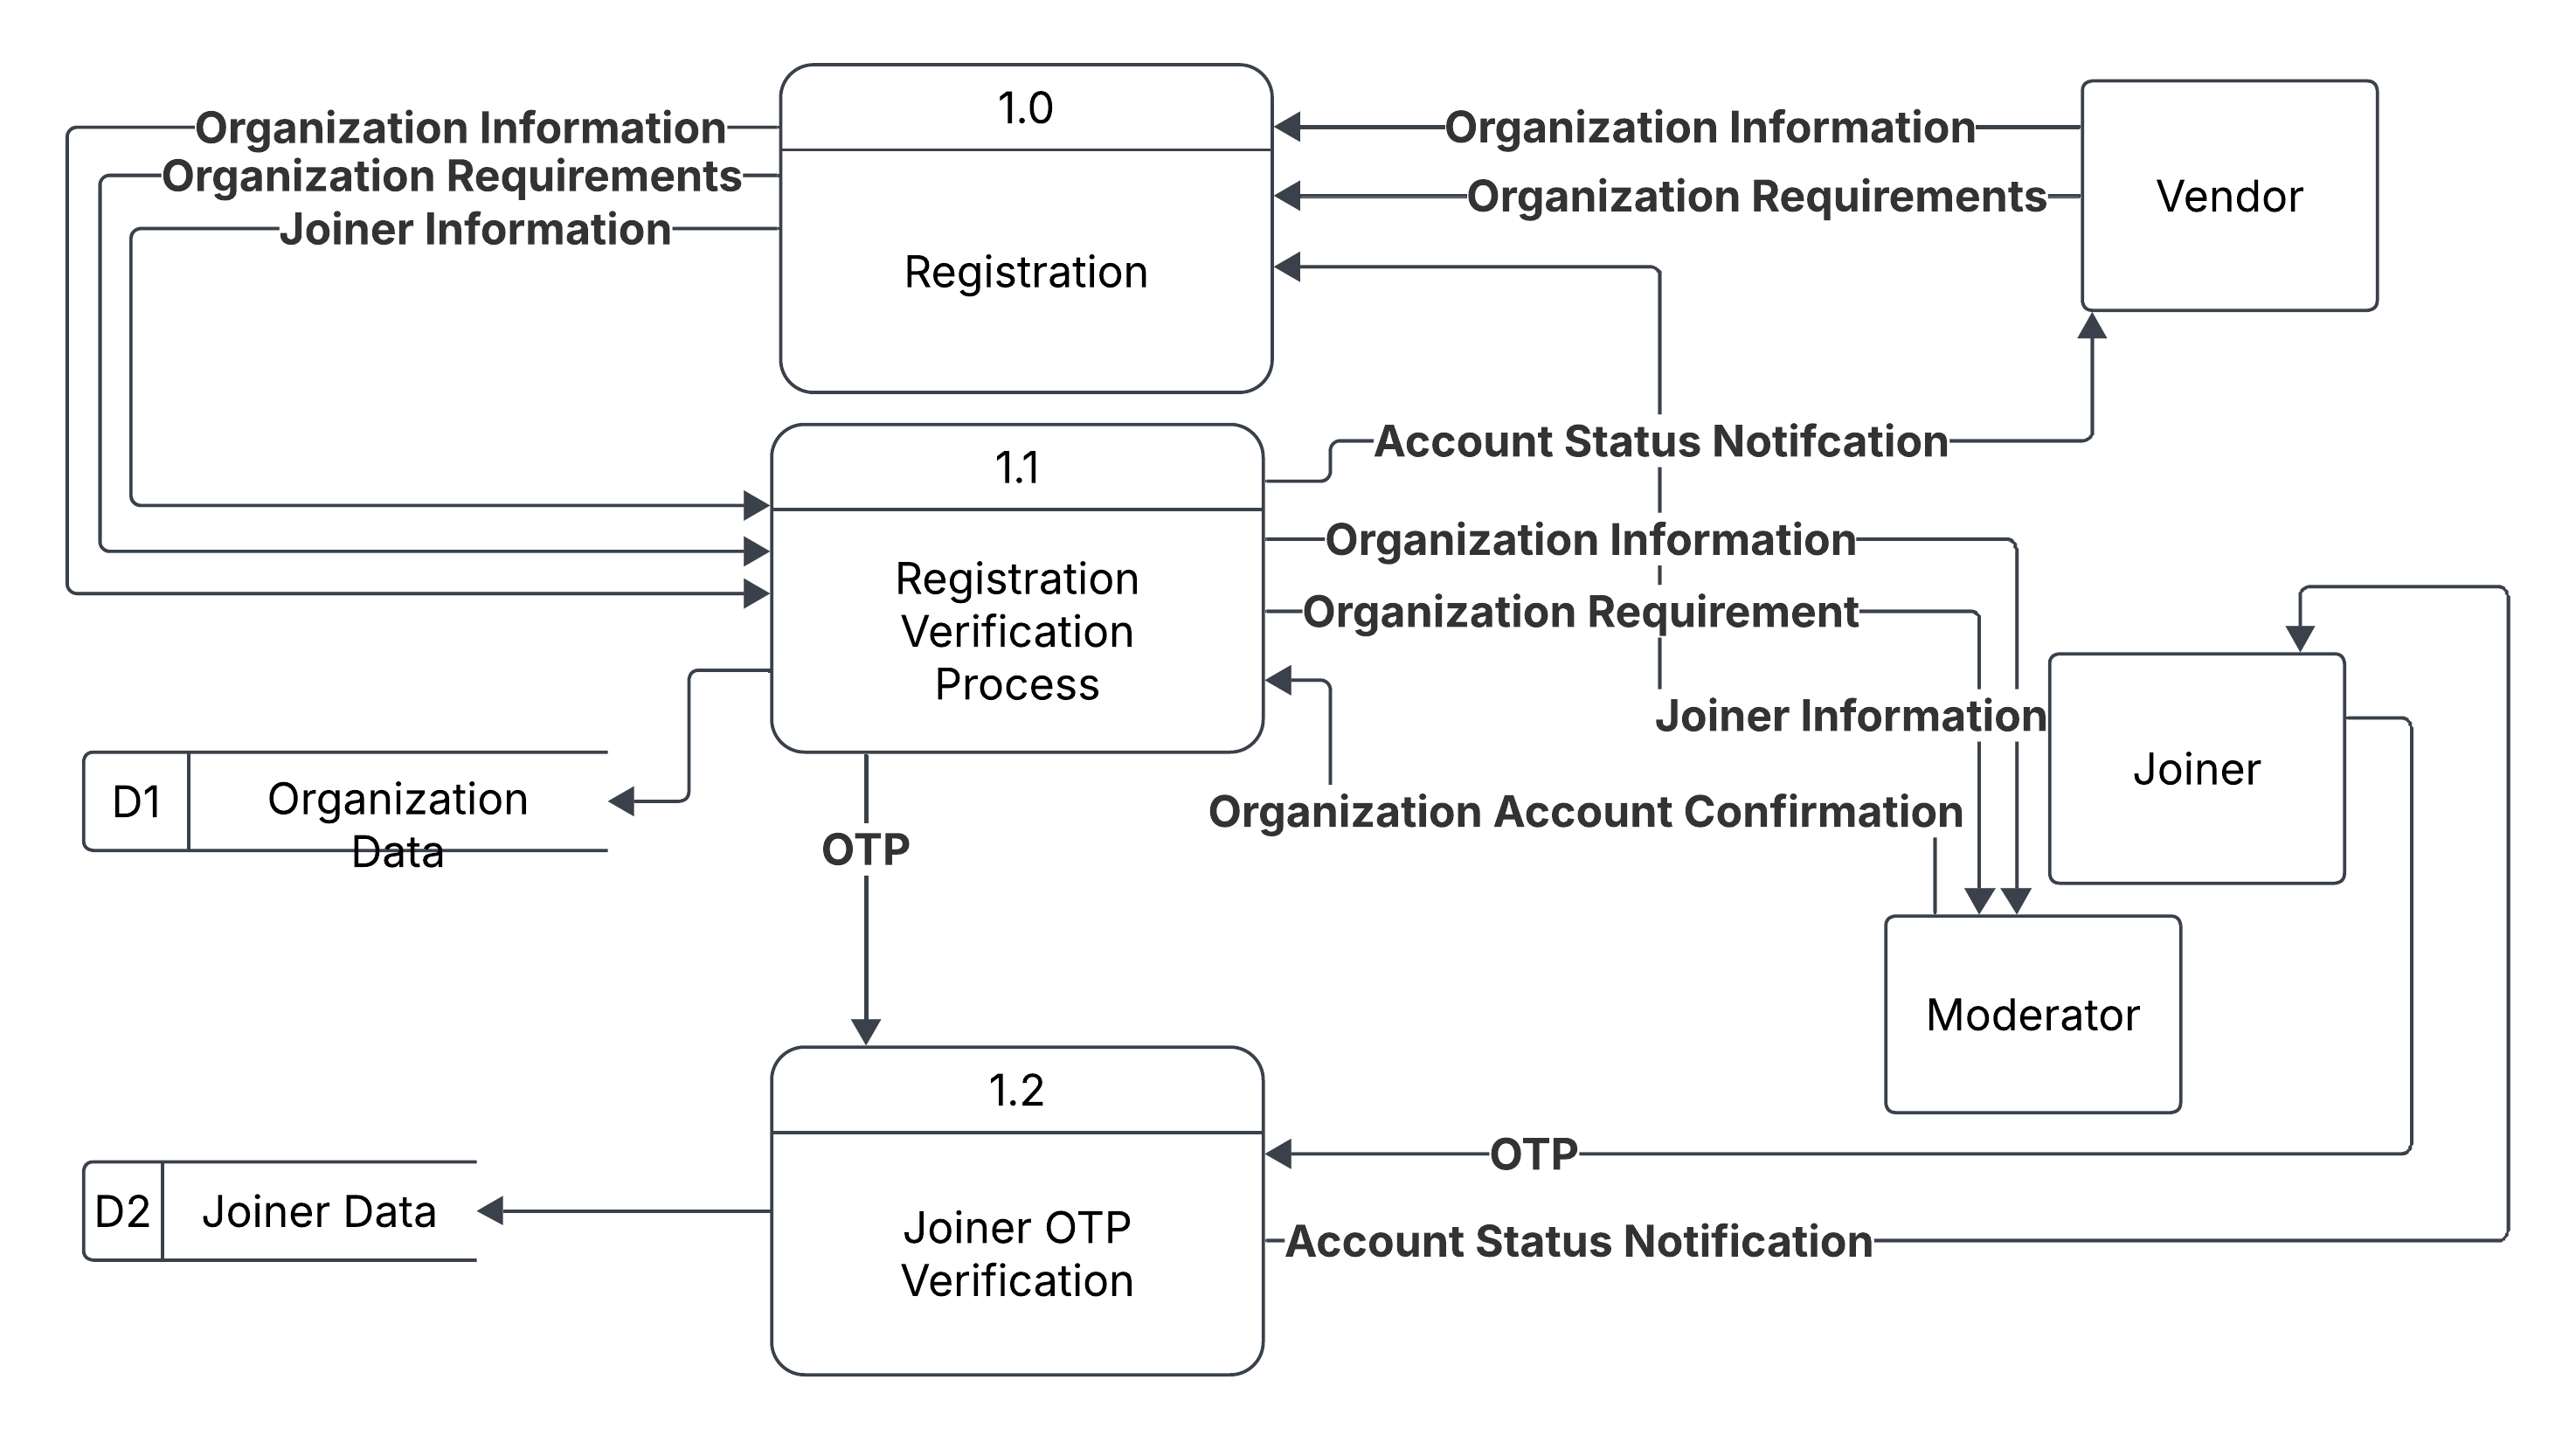 1.0
Registration
Organization Information
Organization Requirements
Joiner Information
Organization Information
Organization Requirements
Vendor
1.1
Registration
Verification
Process
Account Status Notifcation
Organization Information
Organization Requirement
Joiner Information
Joiner
Organization Account Confirmation
D1
Organization
Data
OTP
Moderator
1.2
Joiner OTP
Verification
OTP
Account Status Notification
D2
Joiner Data